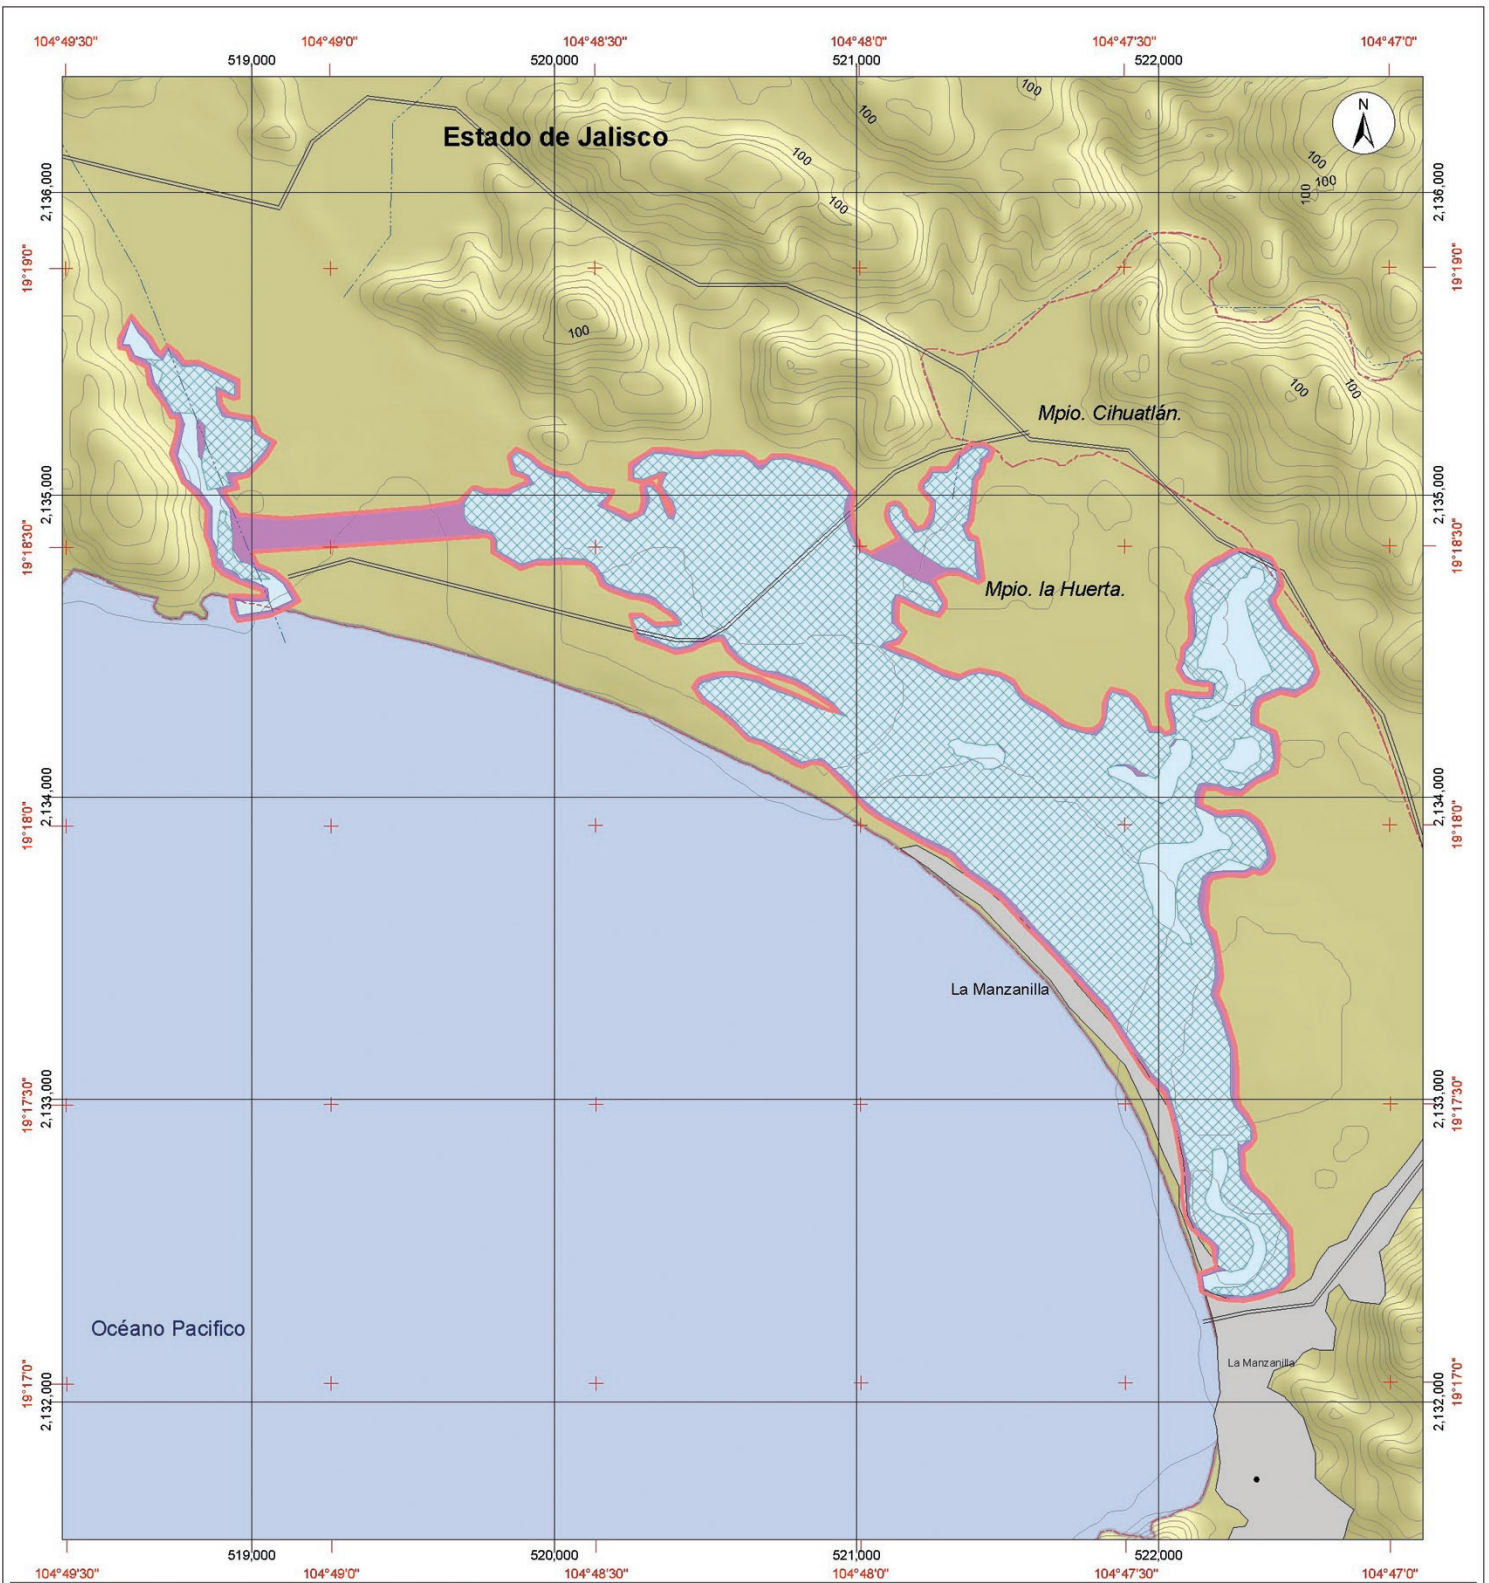 104°49'30" 104°49'0" 104°48'30" 104°48'0" 104°47'30" 104°47'0"
519,000 520,000 521,000 522,000
N
100
100
Estado de Jalisco
100
100
100
100
100
2,136,000 2,136,000
19°19'0" 19°19'0"
100
100
100
Mpio. Cihuatlán.
2,135,000 2,135,000
19°18'30" 19°18'30"
Mpio. la Huerta.
2,134,000 2,134,000
19°18'0" 19°18'0"
La Manzanilla
2,133,000 2,133,000
19°17'30" 19°17'30"
Océano Pacifico
La Manzanilla
19°17'0" 19°17'0"
2,132,000 2,132,000
519,000 520,000 521,000 522,000
104°49'30" 104°49'0" 104°48'30" 104°48'0" 104°47'30" 104°47'0"